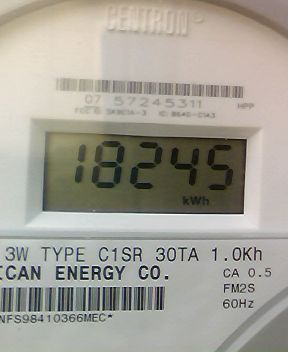 CENTRON
07 57245311 HPP
18245
kWh
3W TYPE C1SR 30TA 1.0Kh
ICAN ENERGY CO. CA 0.5
FM2S
60Hz
NFS98410366MEC*